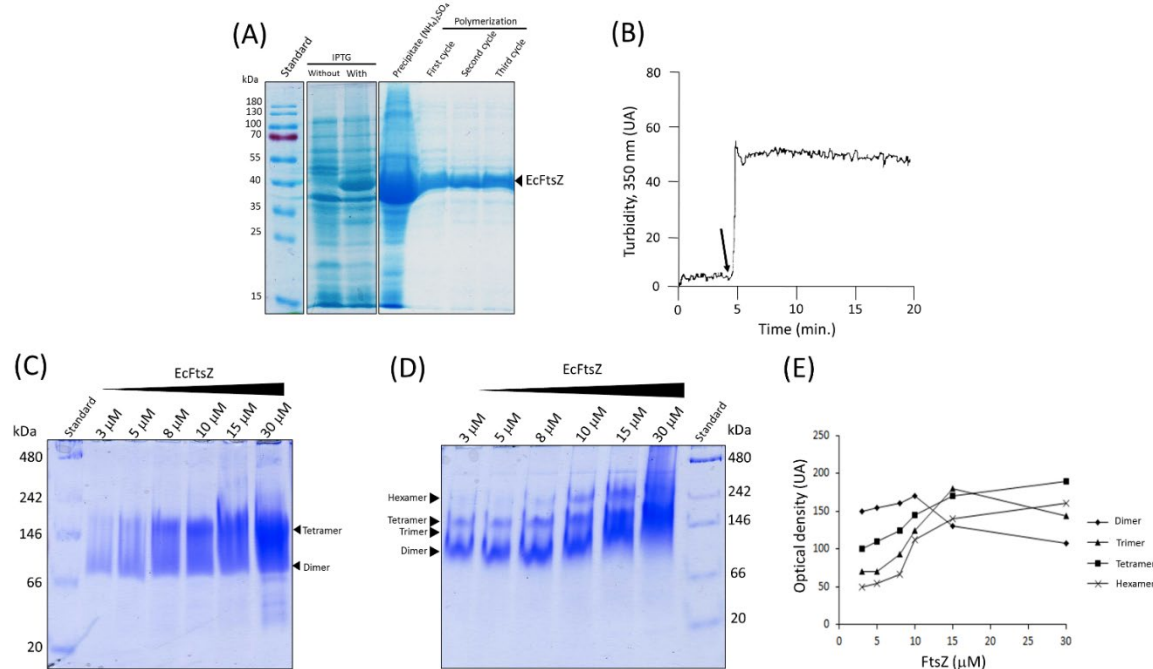 (A)
Standard
IPTG
Without With
Precipitate (NH₄)₂SO₄
Polymerization
First cycle
Second cycle
Third cycle
kDa
180
130
100
70
55
40
35
25
15
EcFtsZ
(B)
Turbidity, 350 nm (UA)
80
60
40
20
0
0 5 10 15 20
Time (min.)
(C)
EcFtsZ
Standard
3 µM
5 µM
8 µM
10 µM
15 µM
30 µM
kDa
480
242
146
66
20
Tetramer
Dimer
(D)
EcFtsZ
3 µM
5 µM
8 µM
10 µM
15 µM
30 µM
Standard
kDa
480
242
146
66
20
Hexamer
Tetramer
Trimer
Dimer
(E)
Optical density (UA)
250
200
150
100
50
0
0 5 10 15 20 25 30
FtsZ (µM)
Dimer
Trimer
Tetramer
Hexamer